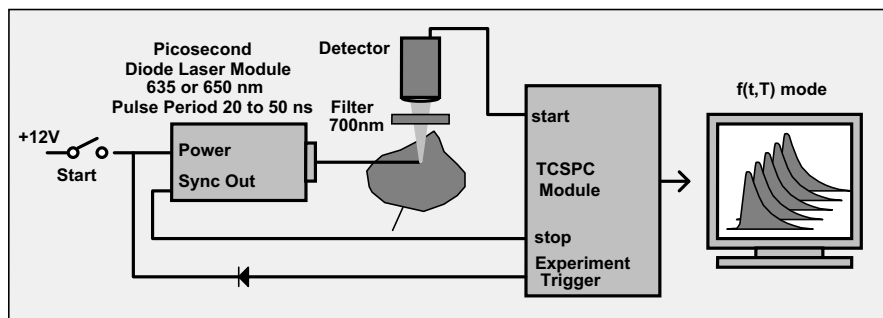 Picosecond
Diode Laser Module
635 or 650 nm
Pulse Period 20 to 50 ns
Detector
Filter
700nm
f(t,T) mode
+12V
Start
Power
Sync Out
start
TCSPC
Module
stop
Experiment
Trigger